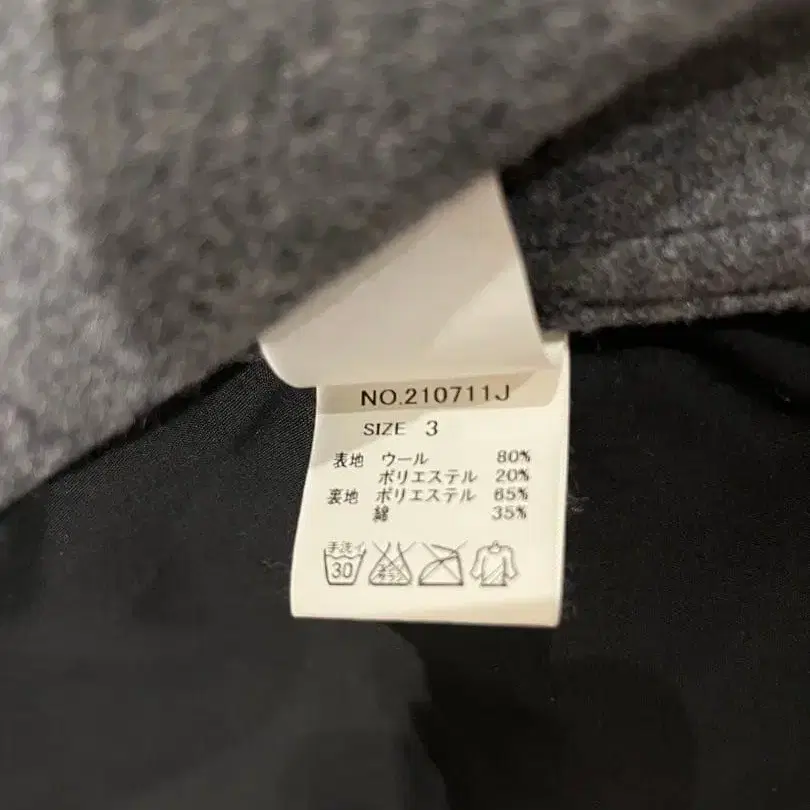 NO.210711J
SIZE 3
表地 ウール 80%
ポリエステル 20%
裏地 ポリエステル 65%
綿 35%
手洗イ
30